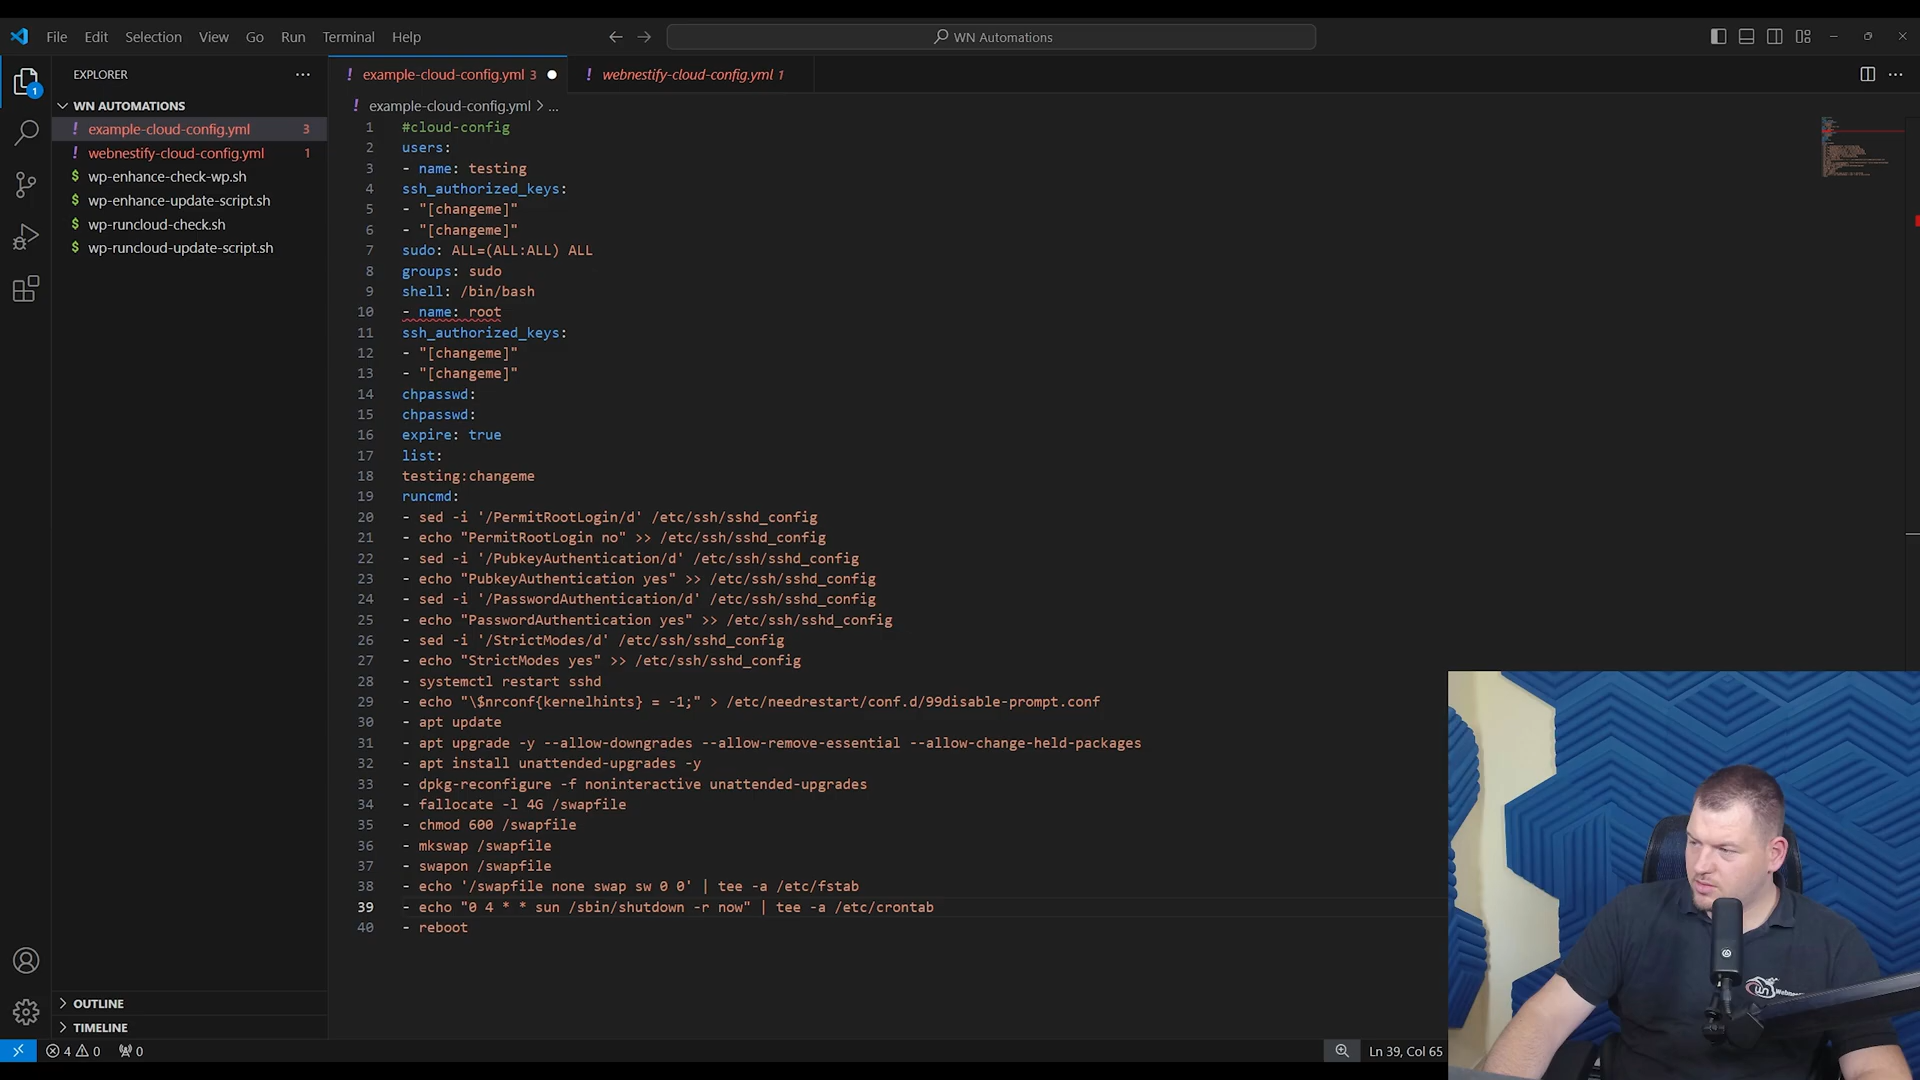 File Edit Selection View Go Run Terminal Help
WN Automations
EXPLORER
WN AUTOMATIONS
1
! example-cloud-config.yml 3
! webnestify-cloud-config.yml 1
$ wp-enhance-check-wp.sh
$ wp-enhance-update-script.sh
$ wp-runcloud-check.sh
$ wp-runcloud-update-script.sh
OUTLINE
TIMELINE
! example-cloud-config.yml 3
! webnestify-cloud-config.yml 1
! example-cloud-config.yml > ...
1 #cloud-config
2 users:
3 - name: testing
4 ssh_authorized_keys:
5 - "[changeme]"
6 - "[changeme]"
7 sudo: ALL=(ALL:ALL) ALL
8 groups: sudo
9 shell: /bin/bash
10 - name: root
11 ssh_authorized_keys:
12 - "[changeme]"
13 - "[changeme]"
14 chpasswd:
15 chpasswd:
16 expire: true
17 list:
18 testing:changeme
19 runcmd:
20 - sed -i '/PermitRootLogin/d' /etc/ssh/sshd_config
21 - echo "PermitRootLogin no" >> /etc/ssh/sshd_config
22 - sed -i '/PubkeyAuthentication/d' /etc/ssh/sshd_config
23 - echo "PubkeyAuthentication yes" >> /etc/ssh/sshd_config
24 - sed -i '/PasswordAuthentication/d' /etc/ssh/sshd_config
25 - echo "PasswordAuthentication yes" >> /etc/ssh/sshd_config
26 - sed -i '/StrictModes/d' /etc/ssh/sshd_config
27 - echo "StrictModes yes" >> /etc/ssh/sshd_config
28 - systemctl restart sshd
29 - echo "\$nrconf{kernelhints} = -1;" > /etc/needrestart/conf.d/99disable-prompt.conf
30 - apt update
31 - apt upgrade -y --allow-downgrades --allow-remove-essential --allow-change-held-packages
32 - apt install unattended-upgrades -y
33 - dpkg-reconfigure -f noninteractive unattended-upgrades
34 - fallocate -l 4G /swapfile
35 - chmod 600 /swapfile
36 - mkswap /swapfile
37 - swapon /swapfile
38 - echo '/swapfile none swap sw 0 0' | tee -a /etc/fstab
39 - echo "0 4 * * sun /sbin/shutdown -r now" | tee -a /etc/crontab
40 - reboot
4 0 0
Ln 39, Col 65